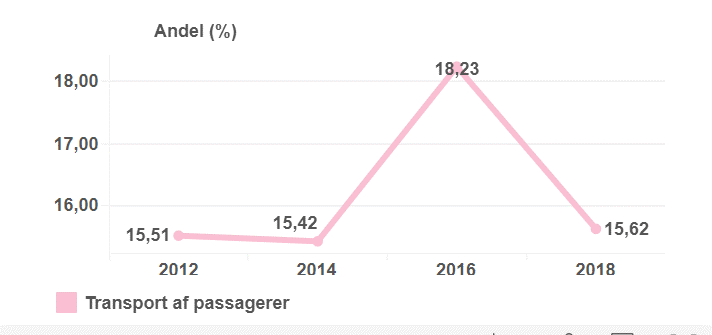 Andel (%)
18,00
18,23
17,00
16,00
15,51
15,42
15,62
2012 2014 2016 2018
Transport af passagerer